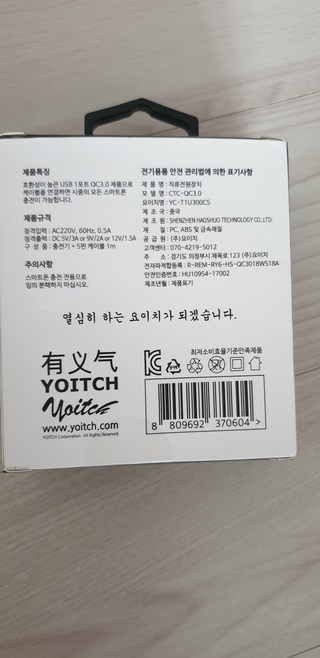 제품특징
호환성이 높은 USB 1포트 QC3.0 제품으로
케이블을 연결하면 시중의 모든 스마트폰
충전이 가능합니다.
제품규격
정격입력: AC220V, 60Hz, 0.5A
정격출력: DC 5V/3A or 9V/2A or 12V/1.5A
구 성 품 : 충전기 + 5핀 케이블 1m
주의사항
스마트폰 충전 전용으로
임의 분해하지 마십시오.
전기용품 안전 관리법에 의한 표기사항
제 품 명 : 직류전원장치
모 델 명 : CTC-QC3.0
요이치명 : YC-T1U300C5
제 조 국 : 중국
제 조 원 : SHENZHEN HAOSHUO TECHNOLOGY CO.,LTD.
재 질 : PC, ABS 및 금속재질
공 급 원 : (주)요이치
고객센터 : 070-4219-5012
주 소 : 경기도 의정부시 체육로 123 (주)요이치
전자파적합등록 : R-REM-RY6-HS-QC3018W518A
안전인증번호 : HU10954-17002
제조년월 : 제품표기
열심히 하는 요이치가 되겠습니다.
有义气
YOITCH
Yoitch
www.yoitch.com
YOITCH Corporation. All Rights Reserved.
최저소비효율기준만족제품
8 809692 370604 >